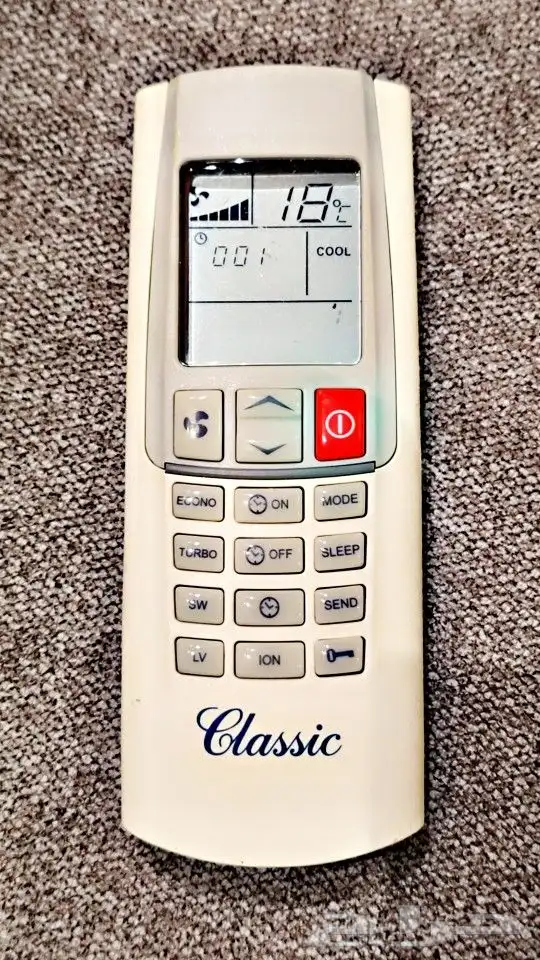 18°C
001
COOL
ECONO ON MODE
TURBO OFF SLEEP
SW SEND
LV ION
Classic